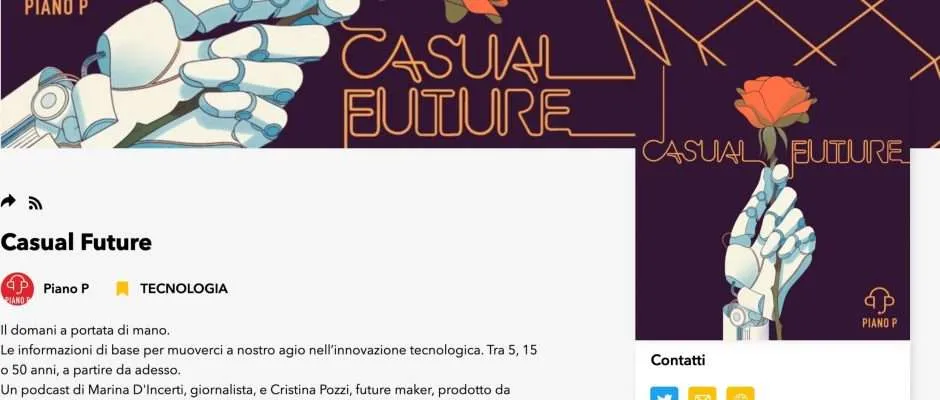 PIANO P
CASUAL
FUTURE
CASUAL FUTURE
PIANO P
Casual Future
PIANO P
Piano P
TECNOLOGIA
Il domani a portata di mano.
Le informazioni di base per muoverci a nostro agio nell’innovazione tecnologica. Tra 5, 15
o 50 anni, a partire da adesso.
Un podcast di Marina D'Incerti, giornalista, e Cristina Pozzi, future maker, prodotto da
Contatti